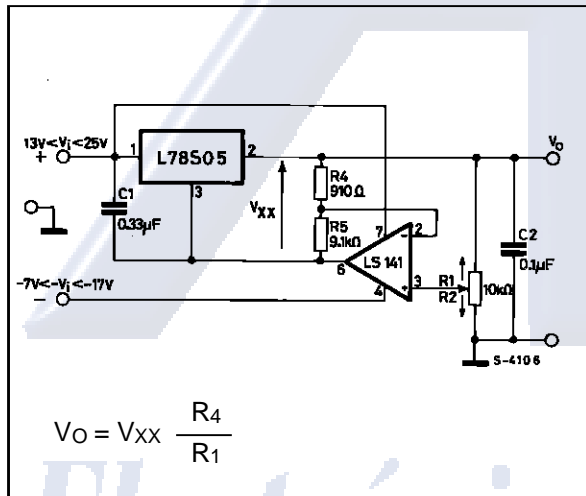 13V<Vi<25V
+
1
L78S05
2
3
C1
0.33µF
VXX
R4
910Ω
R5
9.1kΩ
7
2
-
6
LS 141
3
+
4
R1
R2
10kΩ
C2
0.1µF
VO
-7V<-Vi<-17V
-
S-4106
VO = VXX R4
R1